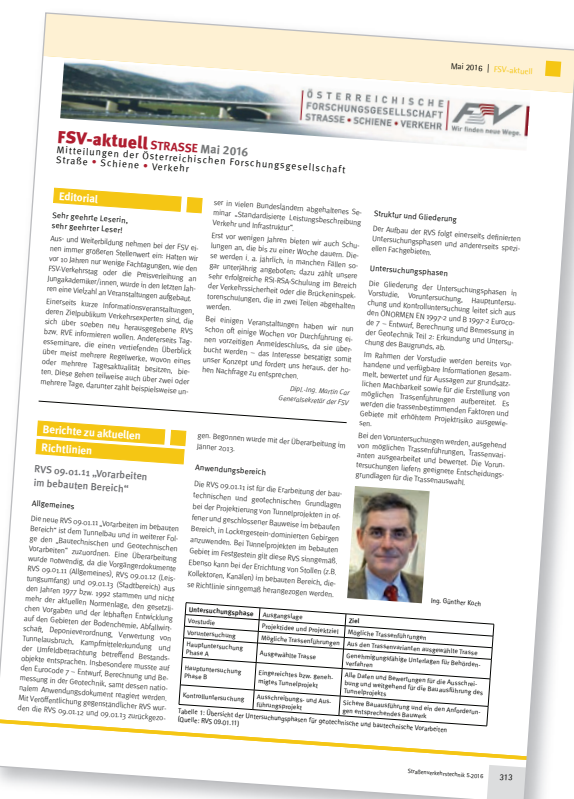 Mai 2016 | FSV-aktuell
ÖSTERREICHISCHE
FORSCHUNGSGESELLSCHAFT
STRASSE • SCHIENE • VERKEHR
FSV
Wir finden neue Wege.
FSV-aktuell STRASSE Mai 2016
Mitteilungen der Österreichischen Forschungsgesellschaft
Straße • Schiene • Verkehr
Editorial
Sehr geehrte Leserin,
sehr geehrter Leser!
Aus- und Weiterbildung nehmen bei der FSV ei-
nen immer größeren Stellenwert ein: Hatten wir
vor 10 Jahren nur wenige Fachtagungen, wie den
FSV-Verkehrstag oder die Preisverleihung an
Jungakademiker/innen, wurde in den letzten Jah-
ren eine Vielzahl an Veranstaltungen aufgebaut.
Einerseits kurze Informationsveranstaltungen,
deren Zielpublikum Verkehrsexperten sind, die
sich über soeben neu herausgegebene RVS
bzw. RVE informieren wollen. Anderseits Tag-
esseminare, die einen vertiefenden Überblick
über meist mehrere Regelwerke, wovon eines
oder mehrere Tagesaktualität besitzen, bie-
ten. Diese gehen teilweise auch über zwei oder
mehrere Tage, darunter zählt beispielsweise un-
ser in vielen Bundesländern abgehaltenes Se-
minar „Standardisierte Leistungsbeschreibung
Verkehr und Infrastruktur“.
Erst vor wenigen Jahren bieten wir auch Schu-
lungen an, die bis zu einer Woche dauern. Die-
se werden i. a. jährlich, in manchen Fällen so-
gar unterjährig angeboten; dazu zählt unsere
sehr erfolgreiche RSI-RSA-Schulung im Bereich
der Verkehrssicherheit oder die Brückeninspek-
torenschulungen, die in zwei Teilen abgehalten
werden.
Bei einigen Veranstaltungen haben wir nun
schon oft einige Wochen vor Durchführung ei-
nen vorzeitigen Anmeldeschluss, da sie über-
bucht werden – das Interesse bestätigt somit
unser Konzept und fordert uns heraus, der ho-
hen Nachfrage zu entsprechen.
Dipl.-Ing. Martin Car
Generalsekretär der FSV
Struktur und Gliederung
Der Aufbau der RVS folgt einerseits definierten
Untersuchungsphasen und andererseits spezi-
ellen Fachgebieten.
Untersuchungsphasen
Die Gliederung der Untersuchungsphasen in
Vorstudie, Voruntersuchung, Hauptuntersu-
chung und Kontrolluntersuchung leitet sich aus
den ÖNORMEN EN 1997-2 und B 1997-2 Euroco-
de 7 – Entwurf, Berechnung und Bemessung in
der Geotechnik Teil 2: Erkundung und Untersu-
chung des Baugrunds, ab.
Im Rahmen der Vorstudie werden bereits vor-
handene und verfügbare Informationen gesam-
melt, bewertet und für Aussagen zur grundsätz-
lichen Machbarkeit sowie für die Erstellung von
möglichen Trassenführungen aufbereitet. Es
werden die trassenbestimmenden Faktoren und
Gebiete mit erhöhtem Projektrisiko ausgewie-
sen.
Bei den Voruntersuchungen werden, ausgehend
von möglichen Trassenführungen, Trassenvari-
anten ausgearbeitet und bewertet. Die Vorun-
tersuchungen liefern geeignete Entscheidungs-
grundlagen für die Trassenauswahl.
Berichte zu aktuellen
Richtlinien
RVS 09.01.11 „Vorarbeiten
im bebauten Bereich“
Allgemeines
Die neue RVS 09.01.11 „Vorarbeiten im bebauten
Bereich“ ist dem Tunnelbau und in weiterer Fol-
ge den „Bautechnischen und Geotechnischen
Vorarbeiten“ zuzuordnen. Eine Überarbeitung
wurde notwendig, da die Vorgängerdokumente
RVS 09.01.11 (Allgemeines), RVS 09.01.12 (Leis-
tungsumfang) und 09.01.13 (Stadtbereich) aus
den Jahren 1977 bzw. 1992 stammen und nicht
mehr der aktuellen Normenlage, den gesetzli-
chen Vorgaben und der lebhaften Entwicklung
auf den Gebieten der Bodenchemie, Abfallwirt-
schaft, Deponieverordnung, Verwertung von
Tunnelausbruch, Kampfmittelerkundung und
der Umfeldbetrachtung betreffend Bestands-
objekte entsprachen. Insbesondere musste auf
den Eurocode 7 – Entwurf, Berechnung und Be-
messung in der Geotechnik, samt dessen natio-
nalem Anwendungsdokument reagiert werden.
Mit Veröffentlichung gegenständlicher RVS wur-
den die RVS 09.01.12 und 09.01.13 zurückgezo-
gen. Begonnen wurde mit der Überarbeitung im
Jänner 2013.
Anwendungsbereich
Die RVS 09.01.11 ist für die Erarbeitung der bau-
technischen und geotechnischen Grundlagen
bei der Projektierung von Tunnelprojekten in of-
fener und geschlossener Bauweise im bebauten
Bereich, in Lockergestein-dominierten Gebirgen
anzuwenden. Bei Tunnelprojekten im bebauten
Gebiet im Festgestein gilt diese RVS sinngemäß.
Ebenso kann bei der Errichtung von Stollen (z.B.
Kollektoren, Kanälen) im bebauten Bereich, die-
se Richtlinie sinngemäß herangezogen werden.
Ing. Günther Koch
Untersuchungsphase Ausgangslage Ziel
Vorstudie Projektidee und Projektziel Mögliche Trassenführungen
Voruntersuchung Mögliche Trassenführungen Aus den Trassenvarianten ausgewählte Trasse
Hauptuntersuchung Phase A Ausgewählte Trasse Genehmigungsfähige Unterlagen für Behörden-
verfahren
Hauptuntersuchung Phase B Eingereichtes bzw. geneh-
migtes Tunnelprojekt Alle Daten und Bewertungen für die Ausschrei-
bung und weitgehend für die Bauausführung des
Tunnelprojekts
Kontrolluntersuchung Ausschreibungs- und Aus-
führungsprojekt Sichere Bauausführung und ein den Anforderun-
gen entsprechendes Bauwerk
Tabelle 1: Übersicht der Untersuchungsphasen für geotechnische und bautechnische Vorarbeiten
(Quelle: RVS 09.01.11)
Straßenverkehrstechnik 5.2016 313